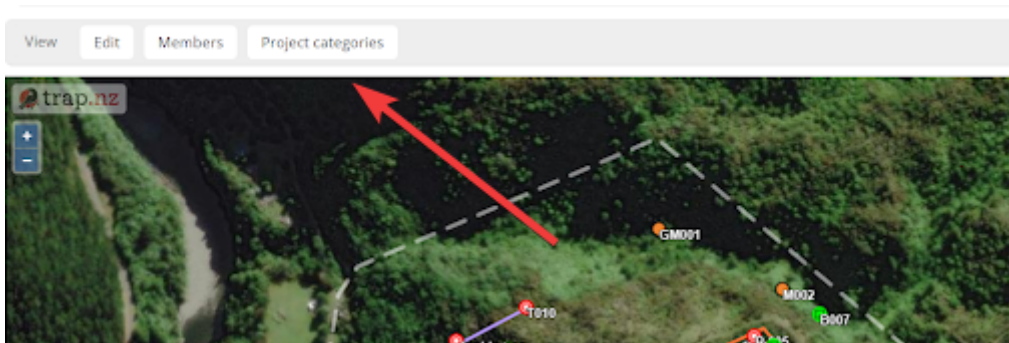 View Edit Members Project categories
trap.nz
+
−
GM001
M002
B007
T010